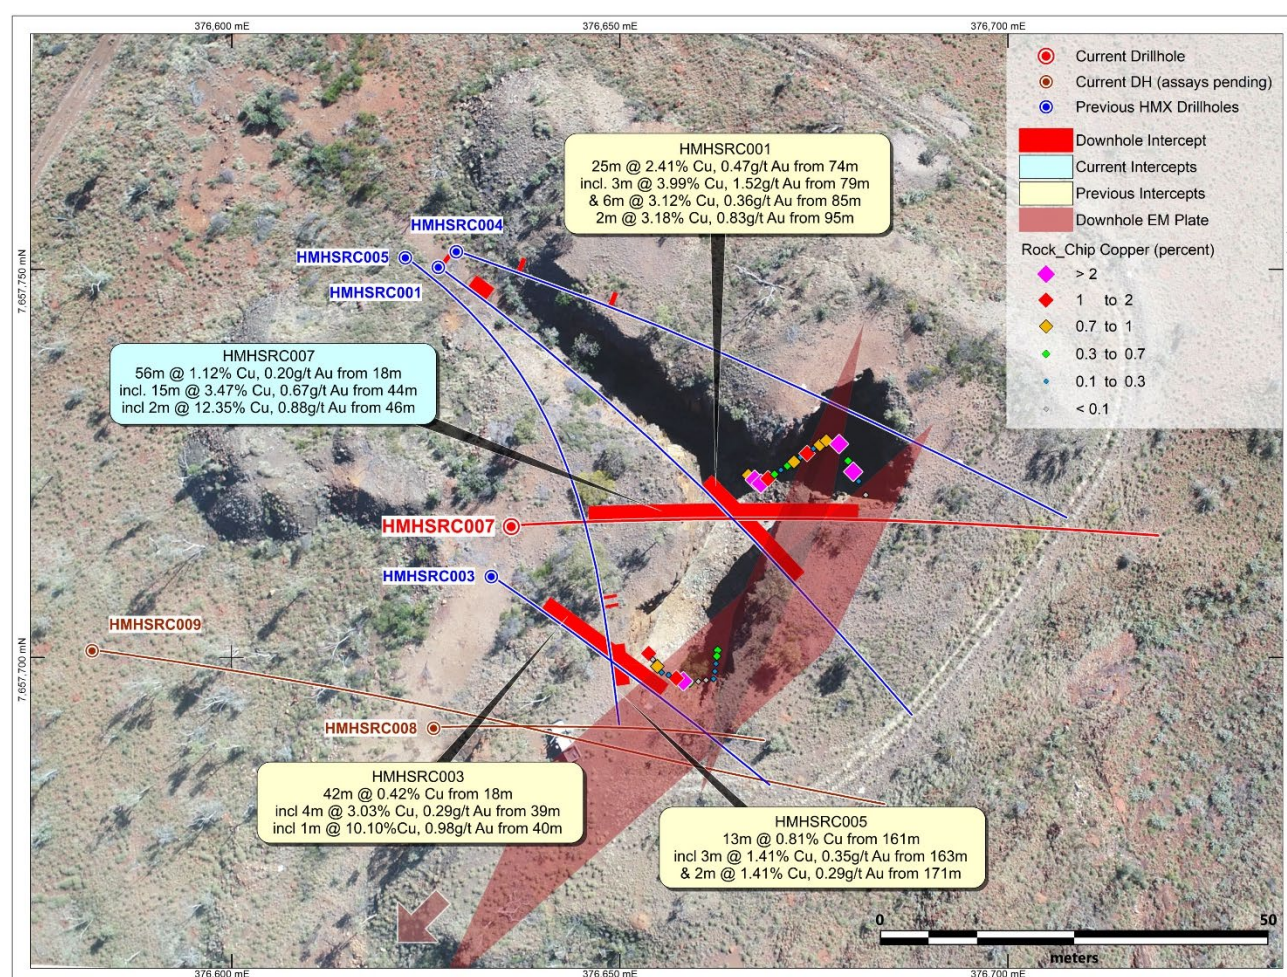 376,600 mE
376,650 mE
376,700 mE
Current Drillhole
Current DH (assays pending)
Previous HMX Drillholes
Downhole Intercept
Current Intercepts
Previous Intercepts
Downhole EM Plate
Rock_Chip Copper (percent)
> 2
1 to 2
0.7 to 1
0.3 to 0.7
0.1 to 0.3
< 0.1
HMHSRC001
25m @ 2.41% Cu, 0.47g/t Au from 74m
incl. 3m @ 3.99% Cu, 1.52g/t Au from 79m
& 6m @ 3.12% Cu, 0.36g/t Au from 85m
2m @ 3.18% Cu, 0.83g/t Au from 95m
HMHSRC004
HMHSRC005
HMHSRC001
7,657,750 mN
HMHSRC007
56m @ 1.12% Cu, 0.20g/t Au from 18m
incl. 15m @ 3.47% Cu, 0.67g/t Au from 44m
incl 2m @ 12.35% Cu, 0.88g/t Au from 46m
HMHSRC007
HMHSRC003
HMHSRC009
7,657,700 mN
HMHSRC008
HMHSRC003
42m @ 0.42% Cu from 18m
incl 4m @ 3.03% Cu, 0.29g/t Au from 39m
incl 1m @ 10.10%Cu, 0.98g/t Au from 40m
HMHSRC005
13m @ 0.81% Cu from 161m
incl 3m @ 1.41% Cu, 0.35g/t Au from 163m
& 2m @ 1.41% Cu, 0.29g/t Au from 171m
0
50
meters
376,600 mE
376,650 mE
376,700 mE